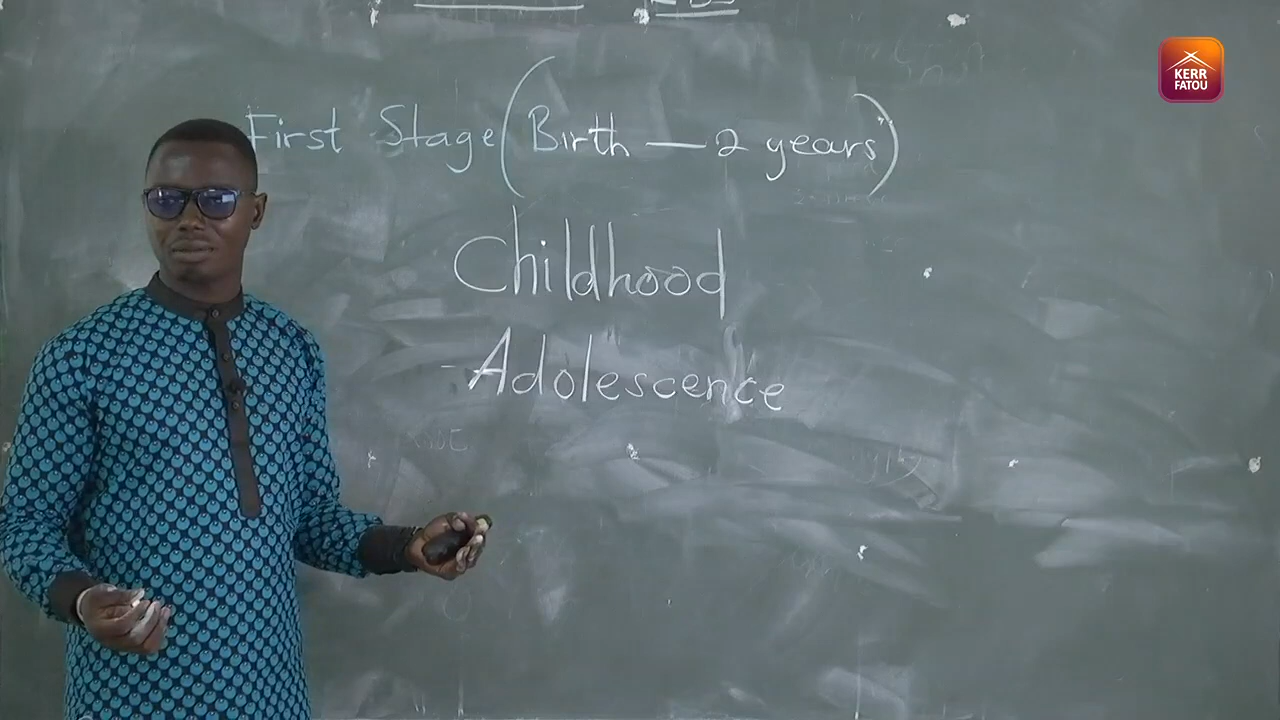 First Stage (Birth — 2 years)
Childhood
Adolescence
KERR
FATOU